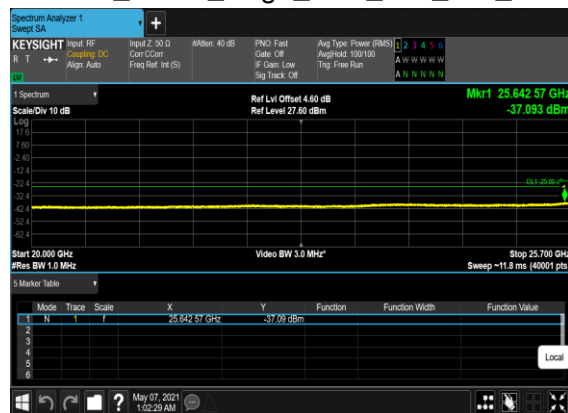 Spectrum Analyzer 1
Swept SA
+
KEYSIGHT Input: RF Input Z: 50 Ω #Atten: 40 dB PNO: Fast Avg Type: Power (RMS) 1 2 3 4 5 6
R T Coupling: DC Corr CCorr Gate: Off Avg|Hold: 100/100 A W W W W W
Align: Auto Freq Ref: Int (S) IF Gain: Low Trig: Free Run
Sig Track: Off A N N N N N
1 Spectrum Ref Lvl Offset 4.60 dB Mkr1 25.642 57 GHz
Scale/Div 10 dB Ref Level 27.60 dBm -37.093 dBm
Log
17.6
7.60
-2.40
-12.4
-22.4 DL1 -25.00
-32.4
-42.4
-52.4
-62.4
Start 20.000 GHz Video BW 3.0 MHz* Stop 25.700 GHz
#Res BW 1.0 MHz Sweep ~11.8 ms (40001 pts)
5 Marker Table
Mode Trace Scale X Y Function Function Width Function Value
1 N 1 f 25.642 57 GHz -37.09 dBm
2
3
4
5
6
Local
? May 07, 2021
1:02:29 AM